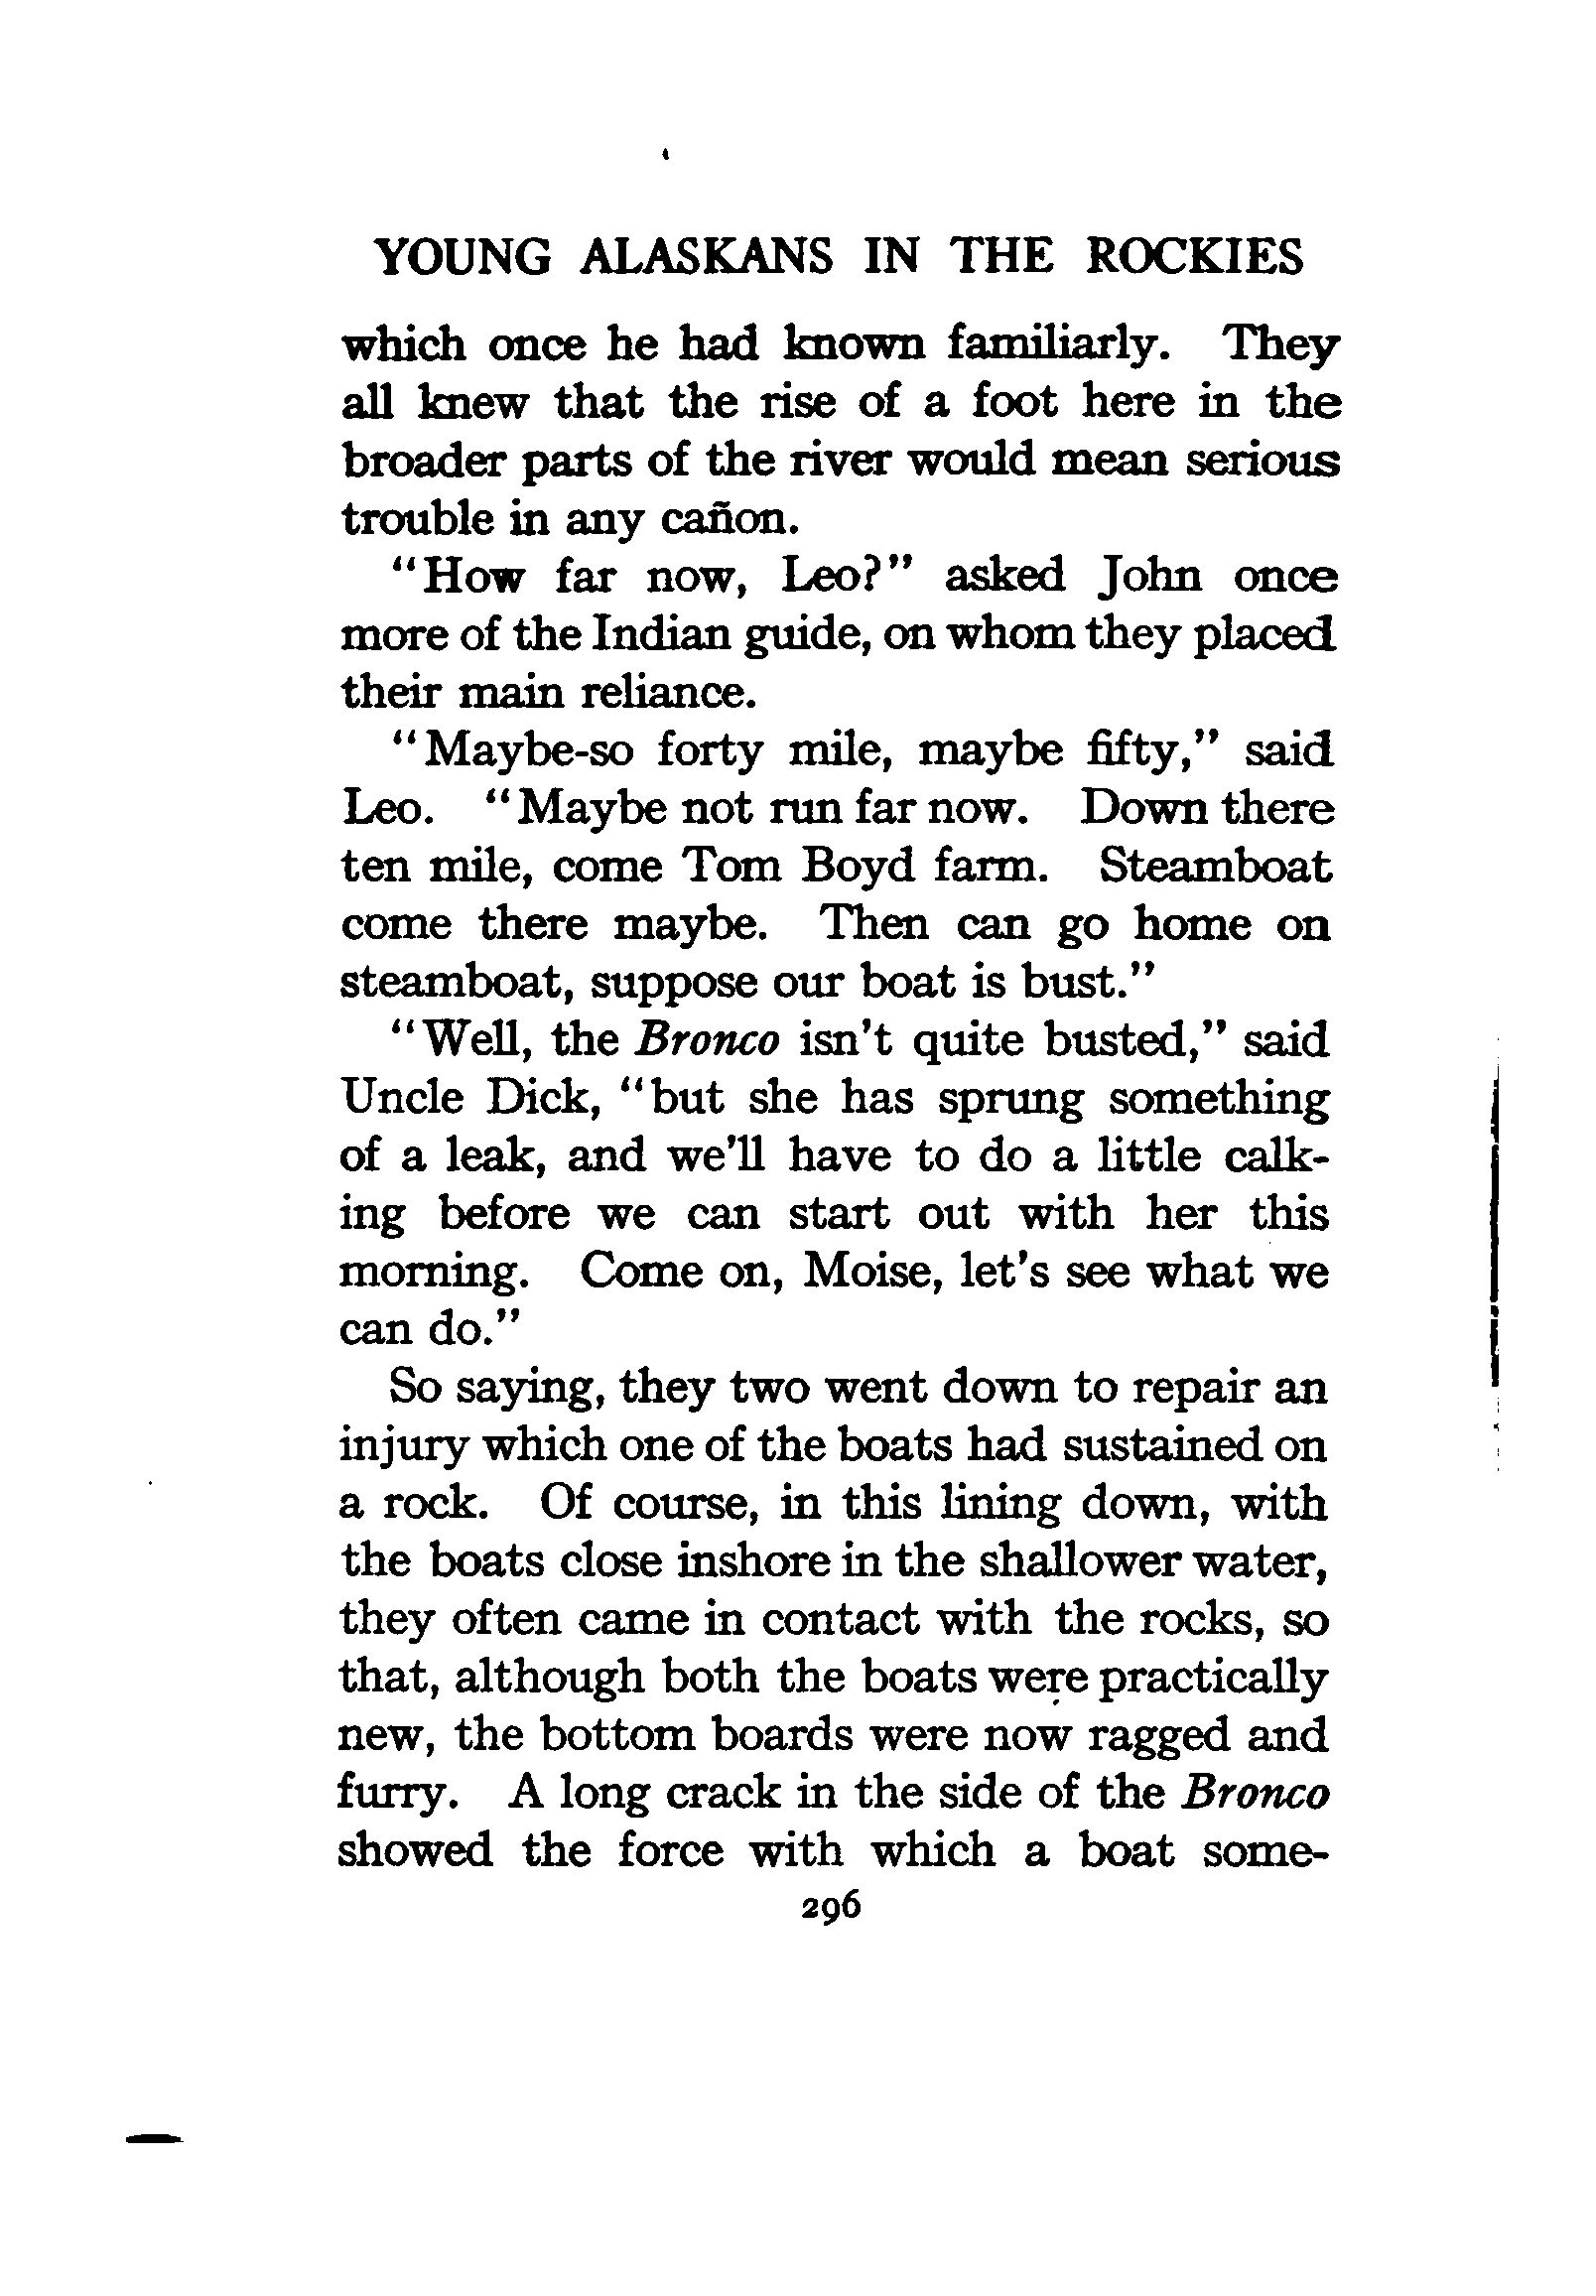 YOUNG ALASKANS IN THE ROCKIES
which once he had known familiarly. They
all knew that the rise of a foot here in the
broader parts of the river would mean serious
trouble in any cañon.
"How far now, Leo?" asked John once
more of the Indian guide, on whom they placed
their main reliance.
"Maybe-so forty mile, maybe fifty," said
Leo. "Maybe not run far now. Down there
ten mile, come Tom Boyd farm. Steamboat
come there maybe. Then can go home on
steamboat, suppose our boat is bust."
"Well, the Bronco isn't quite busted," said
Uncle Dick, "but she has sprung something
of a leak, and we'll have to do a little calk-
ing before we can start out with her this
morning. Come on, Moise, let's see what we
can do."
So saying, they two went down to repair an
injury which one of the boats had sustained on
a rock. Of course, in this lining down, with
the boats close inshore in the shallower water,
they often came in contact with the rocks, so
that, although both the boats were practically
new, the bottom boards were now ragged and
furry. A long crack in the side of the Bronco
showed the force with which a boat some-
296